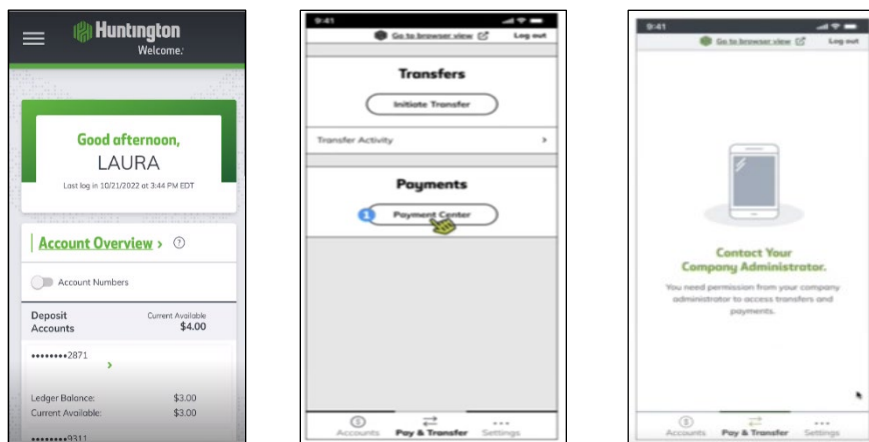 Huntington
Welcome.
Good afternoon,
LAURA
Last log in 10/21/2022 at 3:44 PM EDT
Account Overview › ?
Account Numbers
Deposit Accounts
Current Available
$4.00
••••••••2871
›
Ledger Balance: $3.00
Current Available: $3.00
••••••••9311
9:41
Go to browser view Log out
Transfers
Initiate Transfer
Transfer Activity ›
Payments
1 Payment Center
Accounts Pay & Transfer Settings
9:41
Go to browser view Log out
Contact Your
Company Administrator.
You need permission from your company
administrator to access transfers and
payments.
Accounts Pay & Transfer Settings